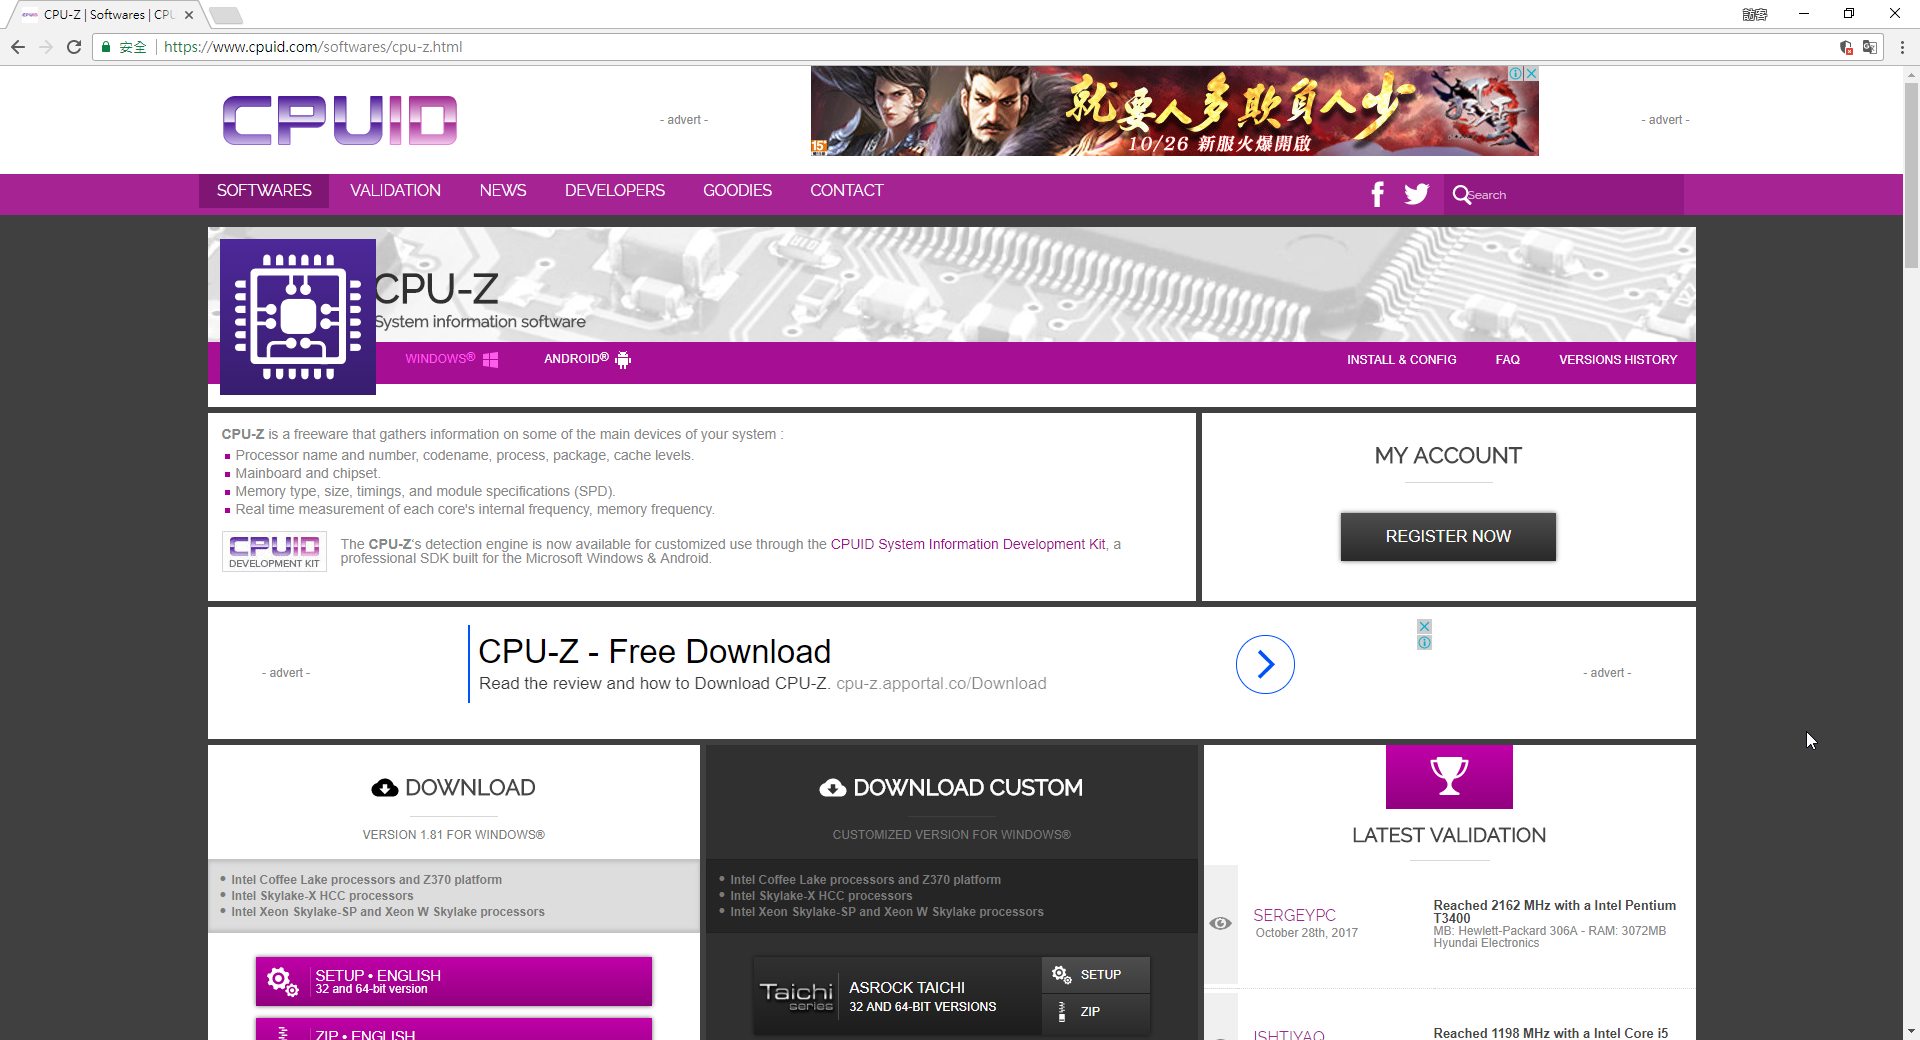 CPU-Z | Softwares | CPU
訪客
安全 https://www.cpuid.com/softwares/cpu-z.html
CPUID
- advert -
就要人多欺負人少
10/26 新服火爆開啟
15+
- advert -
SOFTWARES VALIDATION NEWS DEVELOPERS GOODIES CONTACT
Search
CPU-Z
System information software
WINDOWS® ANDROID® INSTALL & CONFIG FAQ VERSIONS HISTORY
CPU-Z is a freeware that gathers information on some of the main devices of your system :
Processor name and number, codename, process, package, cache levels.
Mainboard and chipset.
Memory type, size, timings, and module specifications (SPD).
Real time measurement of each core's internal frequency, memory frequency.
CPUID
DEVELOPMENT KIT
The CPU-Z's detection engine is now available for customized use through the CPUID System Information Development Kit, a
professional SDK built for the Microsoft Windows & Android.
MY ACCOUNT
REGISTER NOW
- advert -
CPU-Z - Free Download
Read the review and how to Download CPU-Z. cpu-z.apportal.co/Download
- advert -
DOWNLOAD
VERSION 1.81 FOR WINDOWS®
• Intel Coffee Lake processors and Z370 platform
• Intel Skylake-X HCC processors
• Intel Xeon Skylake-SP and Xeon W Skylake processors
SETUP • ENGLISH
32 and 64-bit version
ZIP • ENGLISH
DOWNLOAD CUSTOM
CUSTOMIZED VERSION FOR WINDOWS®
• Intel Coffee Lake processors and Z370 platform
• Intel Skylake-X HCC processors
• Intel Xeon Skylake-SP and Xeon W Skylake processors
Taichi
series
ASROCK TAICHI
32 AND 64-BIT VERSIONS
SETUP
ZIP
LATEST VALIDATION
SERGEYPC
October 28th, 2017
Reached 2162 MHz with a Intel Pentium
T3400
MB: Hewlett-Packard 306A - RAM: 3072MB
Hyundai Electronics
ISHTIYAQ
Reached 1198 MHz with a Intel Core i5